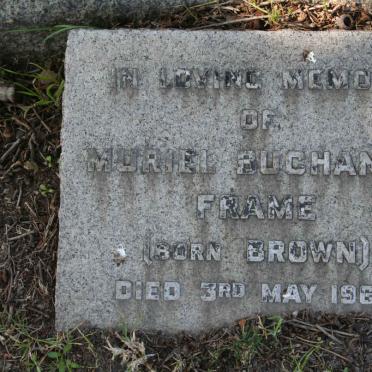 IN LOVING MEMO
OF
MURIEL BUCHAN
FRAME
(BORN BROWN)
DIED 3RD MAY 196